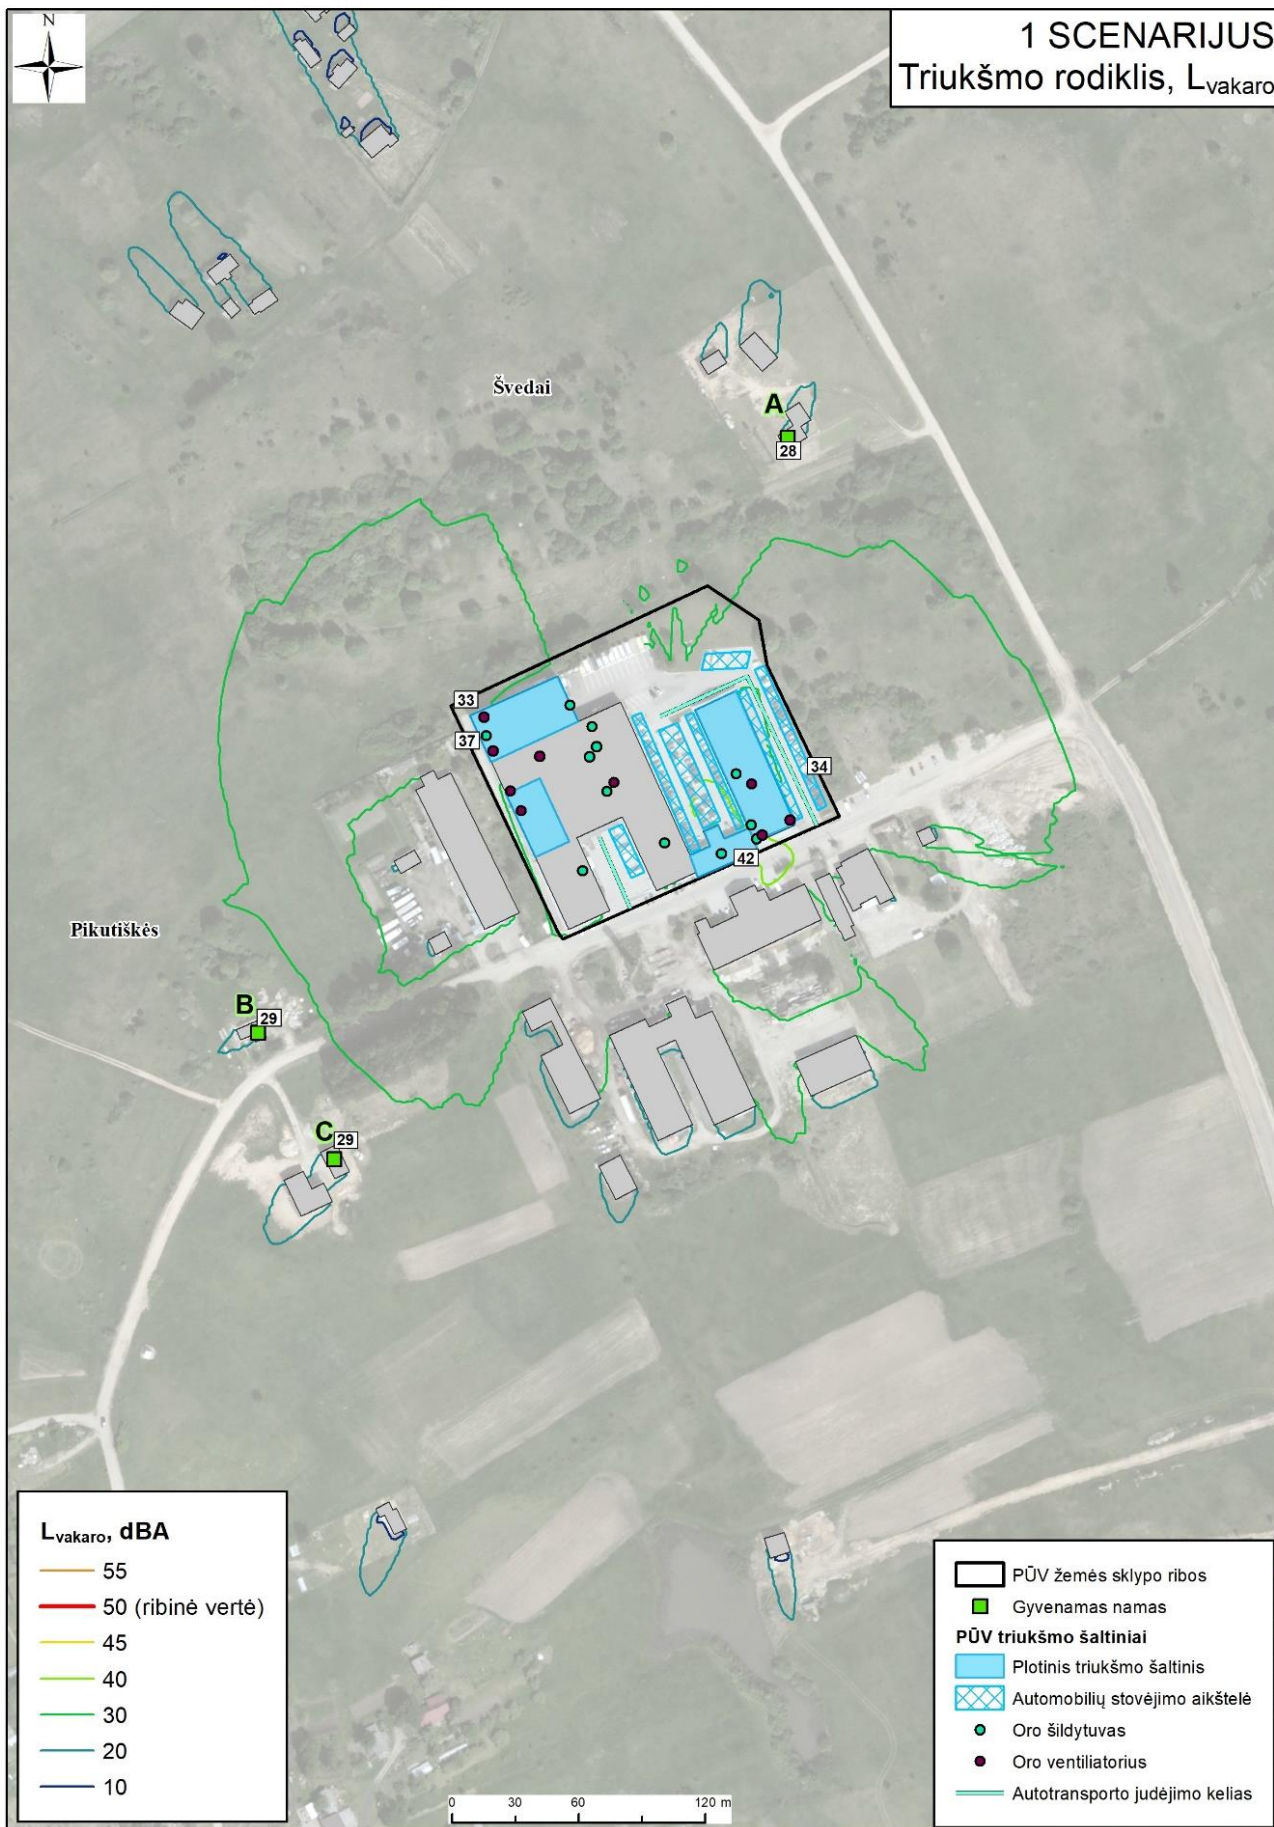 N
1 SCENARIJUS
Triukšmo rodiklis, Lvakaro
Švedai
A
28
33
37
34
42
Pikutiškės
B
29
C
29
Lvakaro, dBA
55
50 (ribinė vertė)
45
40
30
20
10
PŪV žemės sklypo ribos
Gyvenamas namas
PŪV triukšmo šaltiniai
Plotinis triukšmo šaltinis
Automobilių stovėjimo aikštelė
Oro šildytuvas
Oro ventiliatorius
Autotransporto judėjimo kelias
0 30 60 120 m